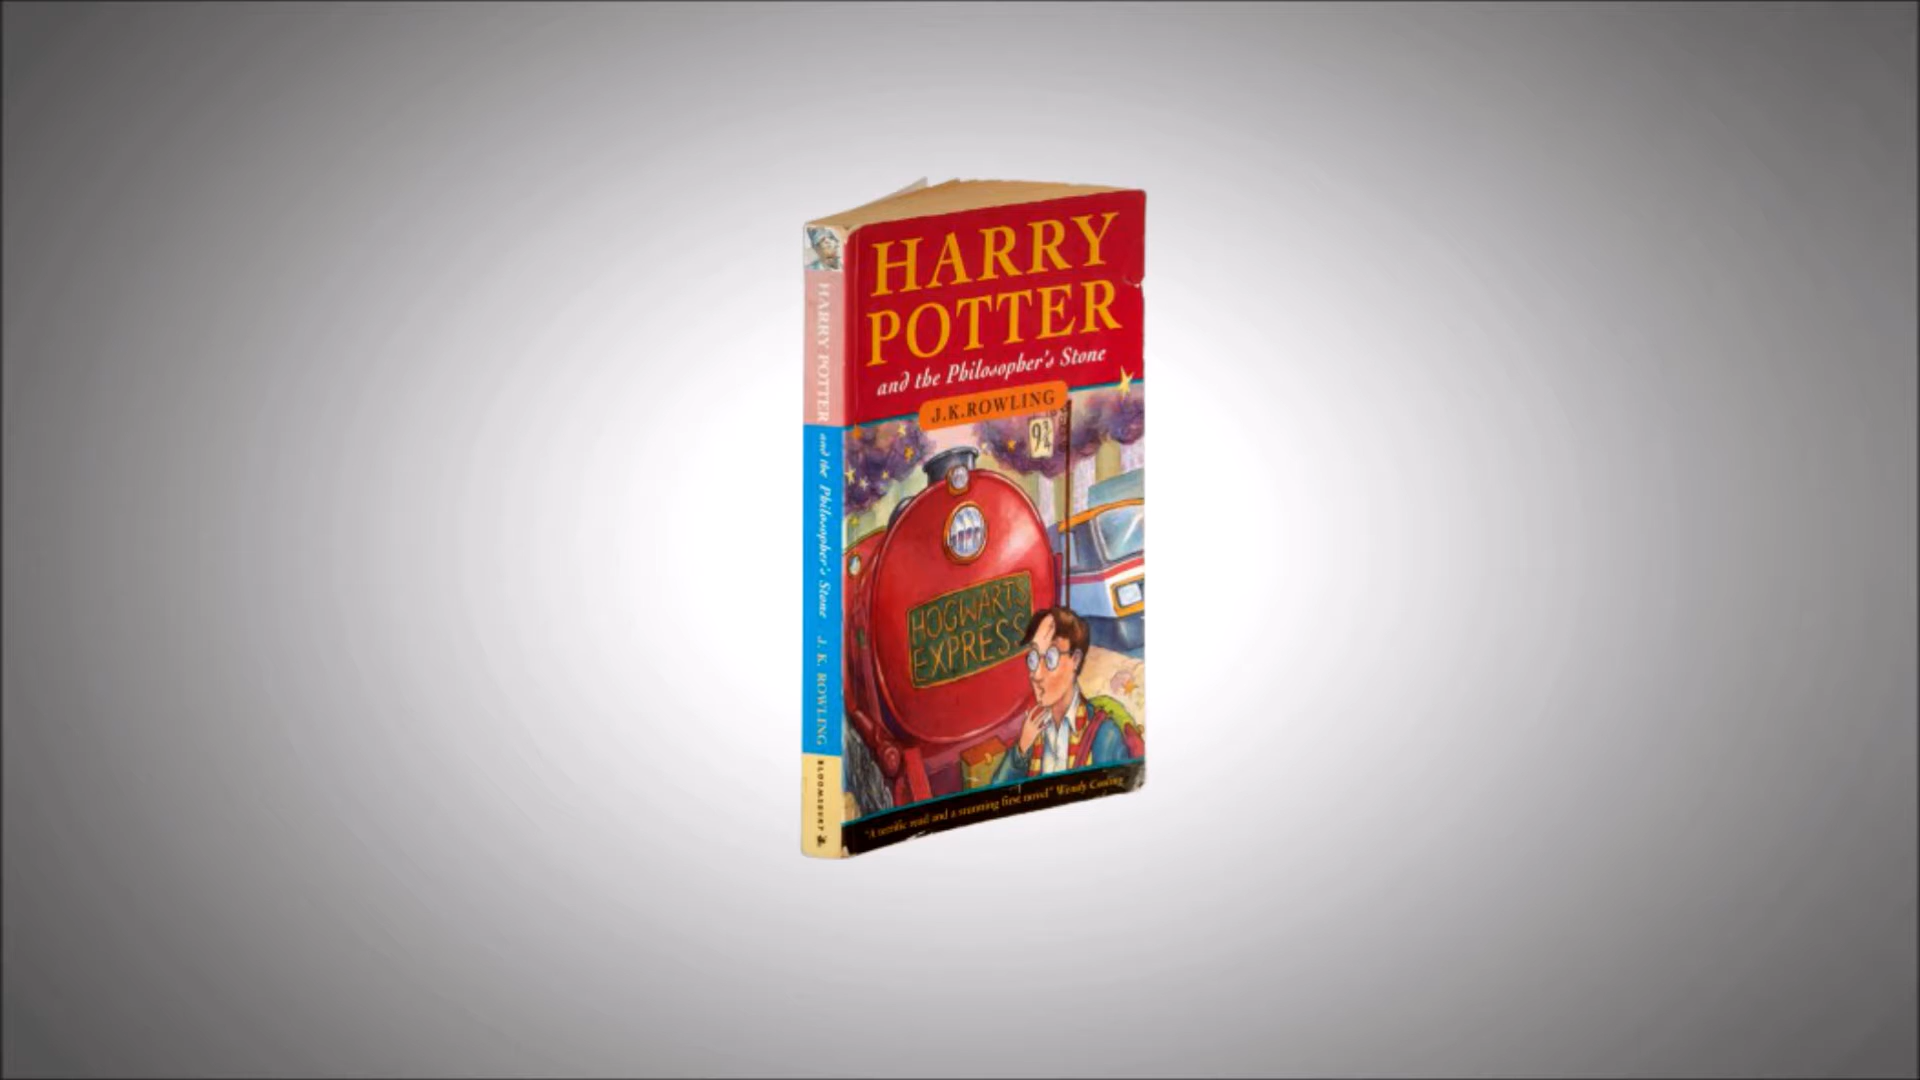 HARRY
POTTER
and the Philosopher's Stone
J.K.ROWLING
9¾
HOGWARTS
EXPRESS
"A terrific read and a stunning first novel" Wendy Cooling
HARRY POTTER and the Philosopher's Stone J. K. ROWLING BLOOMSBURY